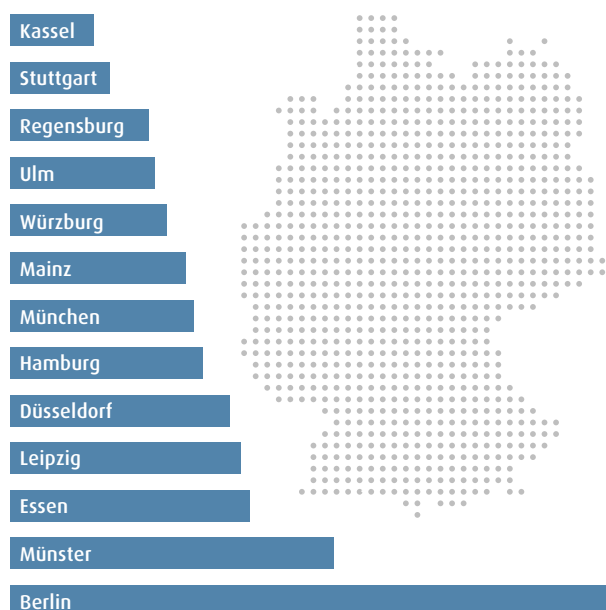 Kassel
Stuttgart
Regensburg
Ulm
Würzburg
Mainz
München
Hamburg
Düsseldorf
Leipzig
Essen
Münster
Berlin